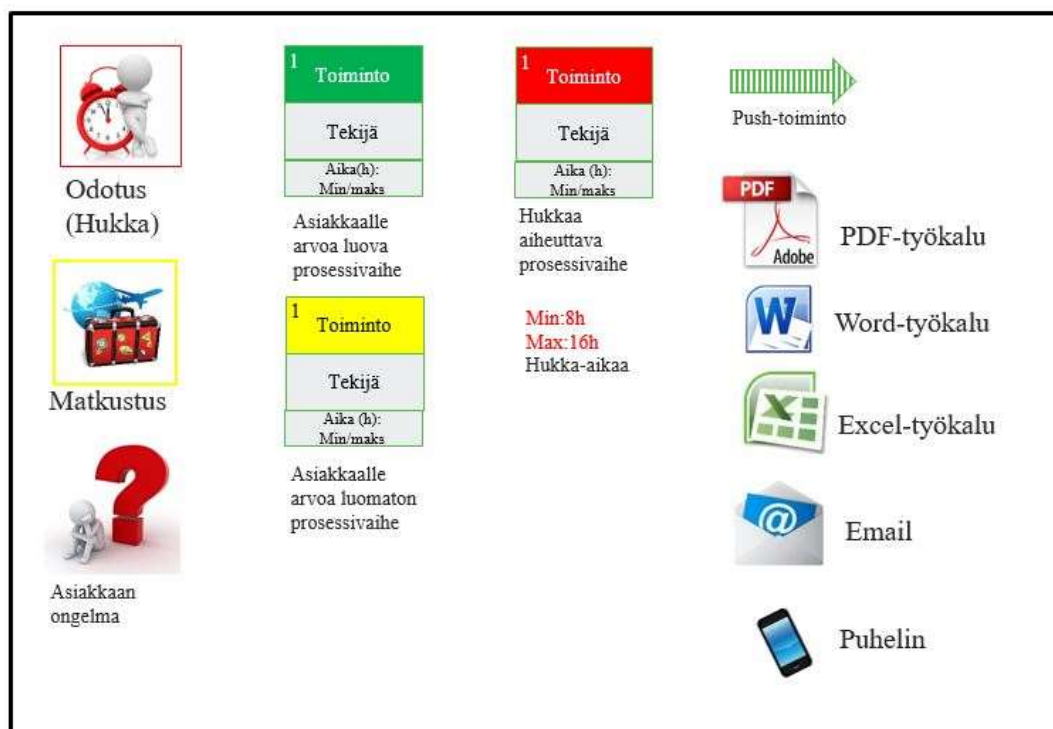 Odotus
(Hukka)
Matkustus
Asiakkaan
ongelma
1
Toiminto
Tekijä
Aika(h):
Min/maks
Asiakkaalle
arvoa luova
prosessivaihe
1
Toiminto
Tekijä
Aika (h):
Min/maks
Asiakkaalle
arvoa luomaton
prosessivaihe
1
Toiminto
Tekijä
Aika (h):
Min/maks
Hukkaa
aiheuttava
prosessivaihe
Min:8h
Max:16h
Hukka-aikaa
Push-toiminto
PDF
Adobe
PDF-työkalu
W
Word-työkalu
X
Excel-työkalu
@
Email
Puhelin